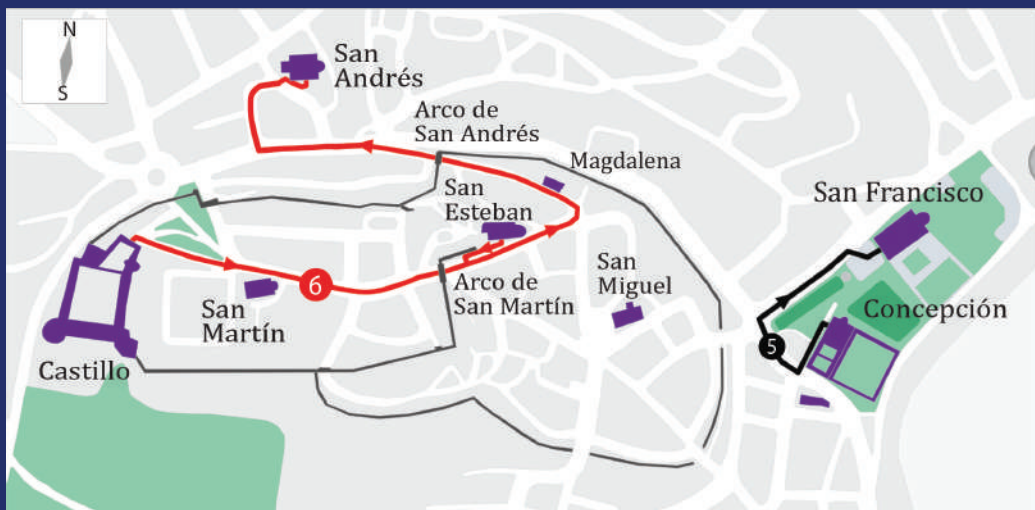 N
S
San
Andrés
Arco de
San Andrés
Magdalena
San
Esteban
San Francisco
San
Miguel
Concepción
6
San
Martín
Arco de
San Martín
5
Castillo